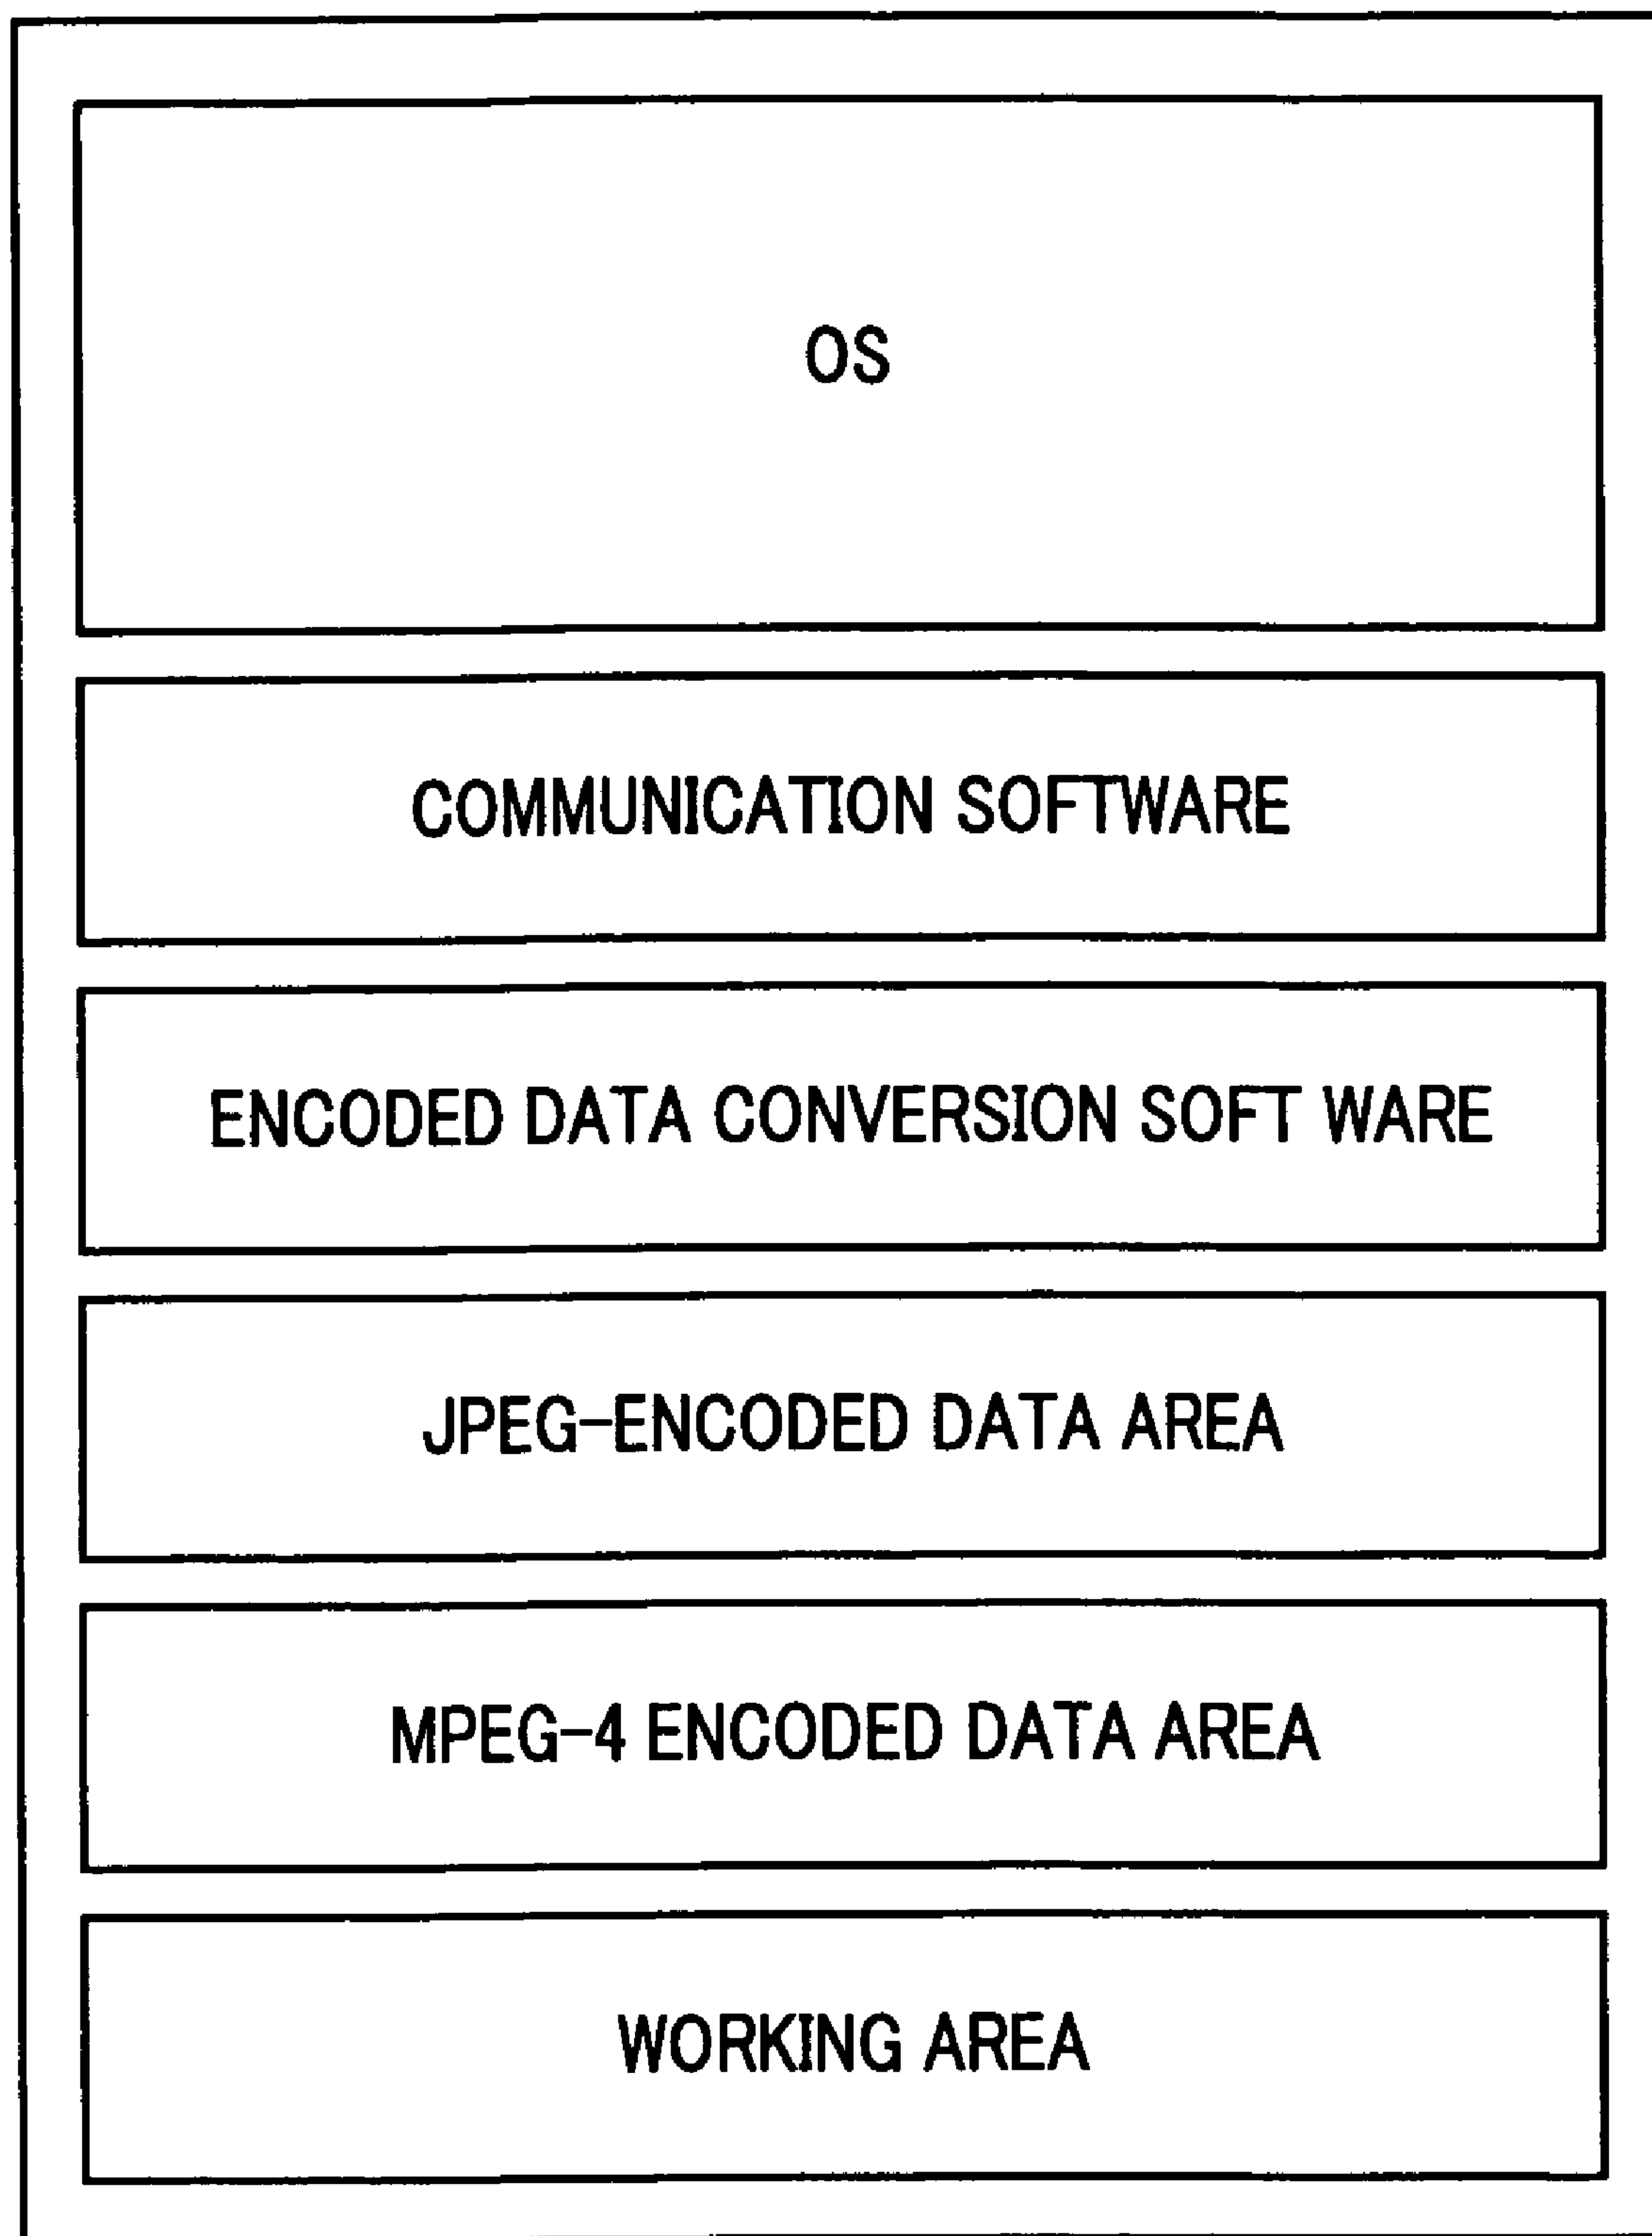 OS
COMMUNICATION SOFTWARE
ENCODED DATA CONVERSION SOFT WARE
JPEG-ENCODED DATA AREA
MPEG-4 ENCODED DATA AREA
WORKING AREA